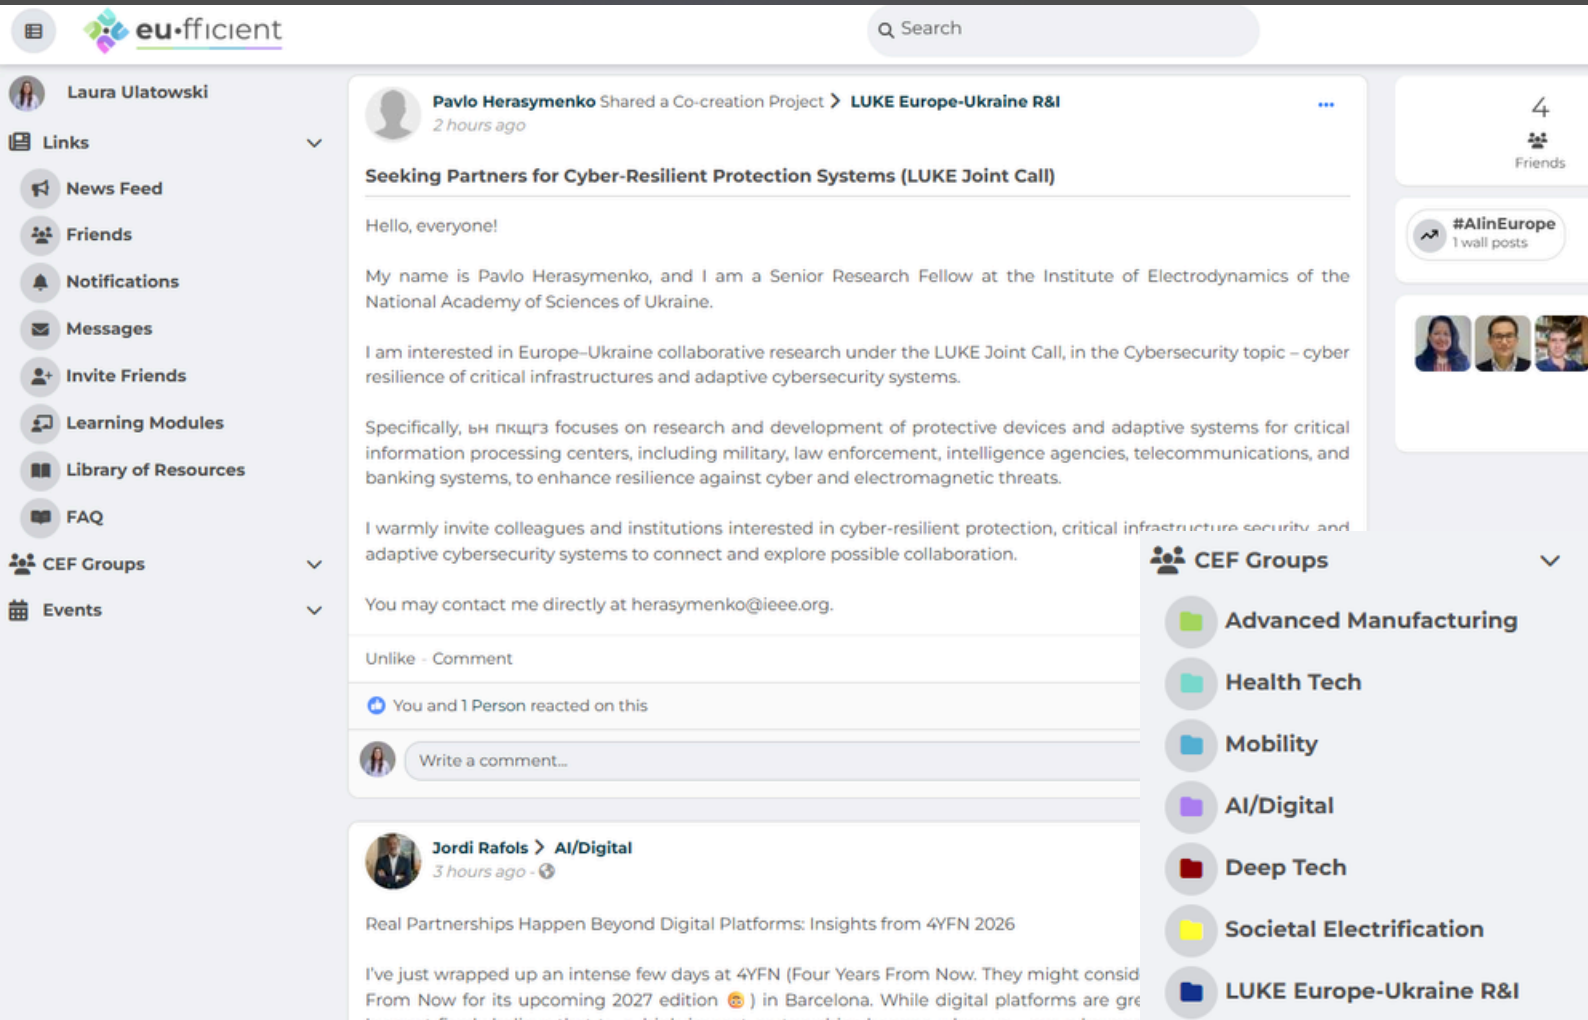 eu·fficient
Search
Laura Ulatowski
Links
News Feed
Friends
Notifications
Messages
Invite Friends
Learning Modules
Library of Resources
FAQ
CEF Groups
Events
Pavlo Herasymenko Shared a Co-creation Project > LUKE Europe-Ukraine R&I
2 hours ago
Seeking Partners for Cyber-Resilient Protection Systems (LUKE Joint Call)
Hello, everyone!
My name is Pavlo Herasymenko, and I am a Senior Research Fellow at the Institute of Electrodynamics of the
National Academy of Sciences of Ukraine.
I am interested in Europe–Ukraine collaborative research under the LUKE Joint Call, in the Cybersecurity topic – cyber
resilience of critical infrastructures and adaptive cybersecurity systems.
Specifically, ьн пкщгз focuses on research and development of protective devices and adaptive systems for critical
information processing centers, including military, law enforcement, intelligence agencies, telecommunications, and
banking systems, to enhance resilience against cyber and electromagnetic threats.
I warmly invite colleagues and institutions interested in cyber-resilient protection, critical infrastructure security, and
adaptive cybersecurity systems to connect and explore possible collaboration.
You may contact me directly at herasymenko@ieee.org.
Unlike - Comment
You and 1 Person reacted on this
Write a comment...
Jordi Rafols > AI/Digital
3 hours ago -
Real Partnerships Happen Beyond Digital Platforms: Insights from 4YFN 2026
I've just wrapped up an intense few days at 4YFN (Four Years From Now. They might consid
From Now for its upcoming 2027 edition 🤭 ) in Barcelona. While digital platforms are gre
4
Friends
#AIinEurope
1 wall posts
CEF Groups
Advanced Manufacturing
Health Tech
Mobility
AI/Digital
Deep Tech
Societal Electrification
LUKE Europe-Ukraine R&I